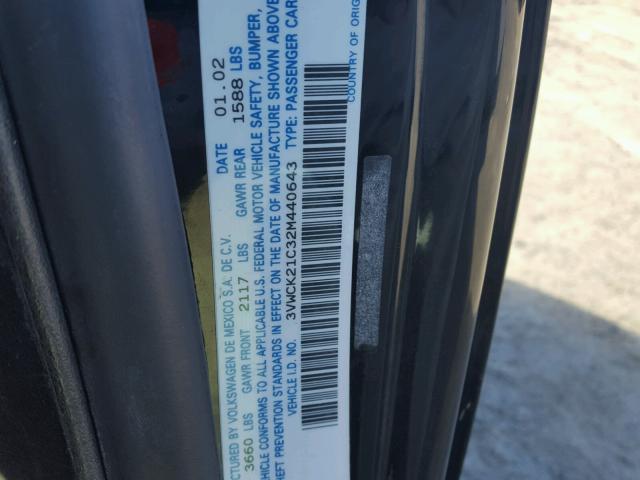 CTURED BY VOLKSWAGEN DE MEXICO S.A. DE C.V. DATE 01.02
3660 LBS GAWR FRONT 2117 LBS GAWR REAR 1588 LBS
EHICLE CONFORMS TO ALL APPLICABLE U.S. FEDERAL MOTOR VEHICLE SAFETY, BUMPER,
HEFT PREVENTION STANDARDS IN EFFECT ON THE DATE OF MANUFACTURE SHOWN ABOVE
VEHICLE I.D. NO. 3VWCK21C32M440643 TYPE: PASSENGER CAR
COUNTRY OF ORIG